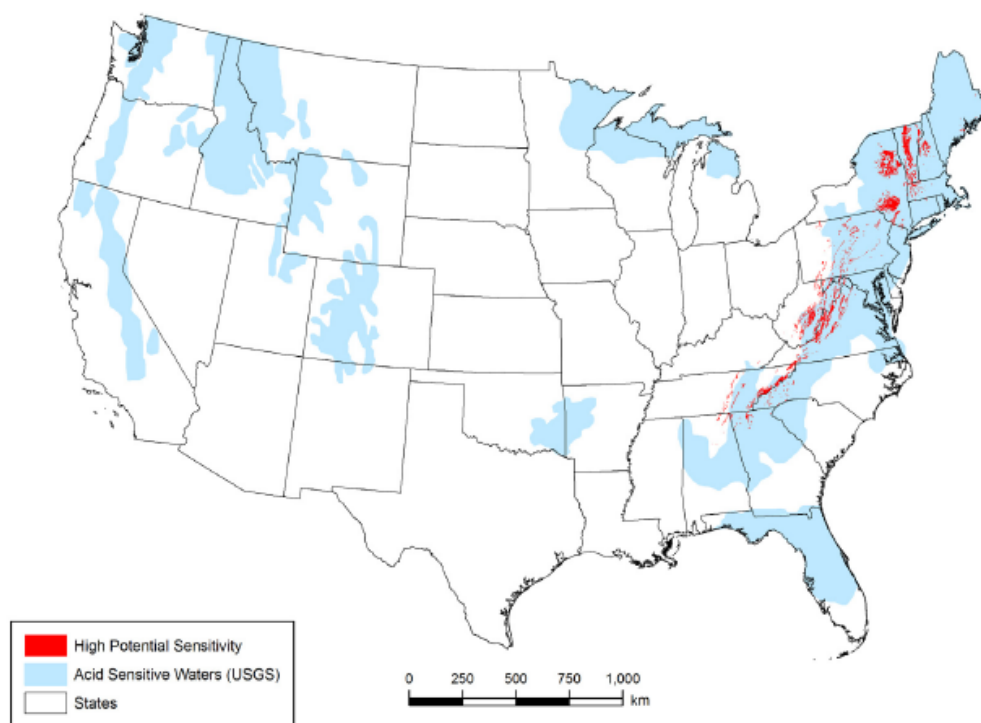 High Potential Sensitivity
Acid Sensitive Waters (USGS)
States
0 250 500 750 1,000
km